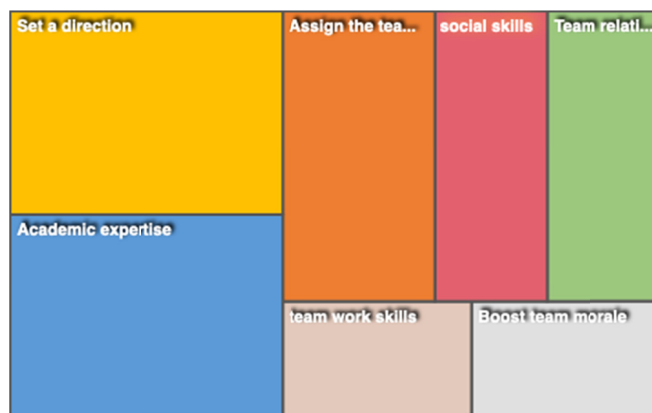 Set a direction
Assign the tea...
social skills
Team relati...
Academic expertise
team work skills
Boost team morale